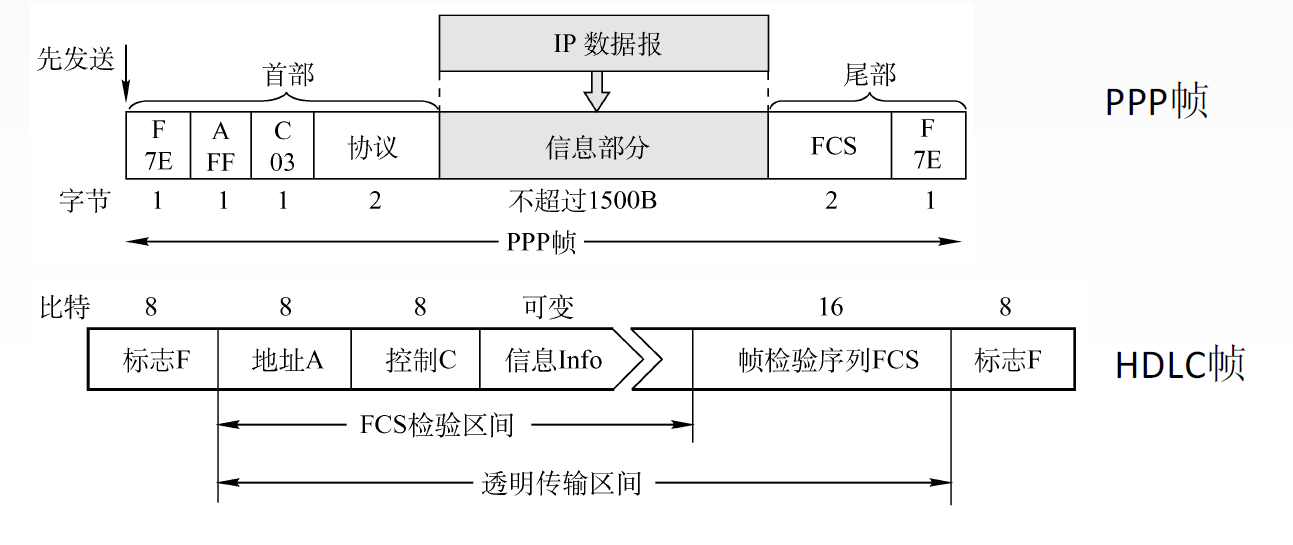 IP 数据报
先发送
首部
尾部
PPP帧
F 7E
A FF
C 03
协议
信息部分
FCS
F 7E
字节 1 1 1 2 不超过1500B 2 1
PPP帧
比特 8 8 8 可变 16 8
标志F 地址A 控制C 信息Info 帧检验序列FCS 标志F
HDLC帧
FCS检验区间
透明传输区间